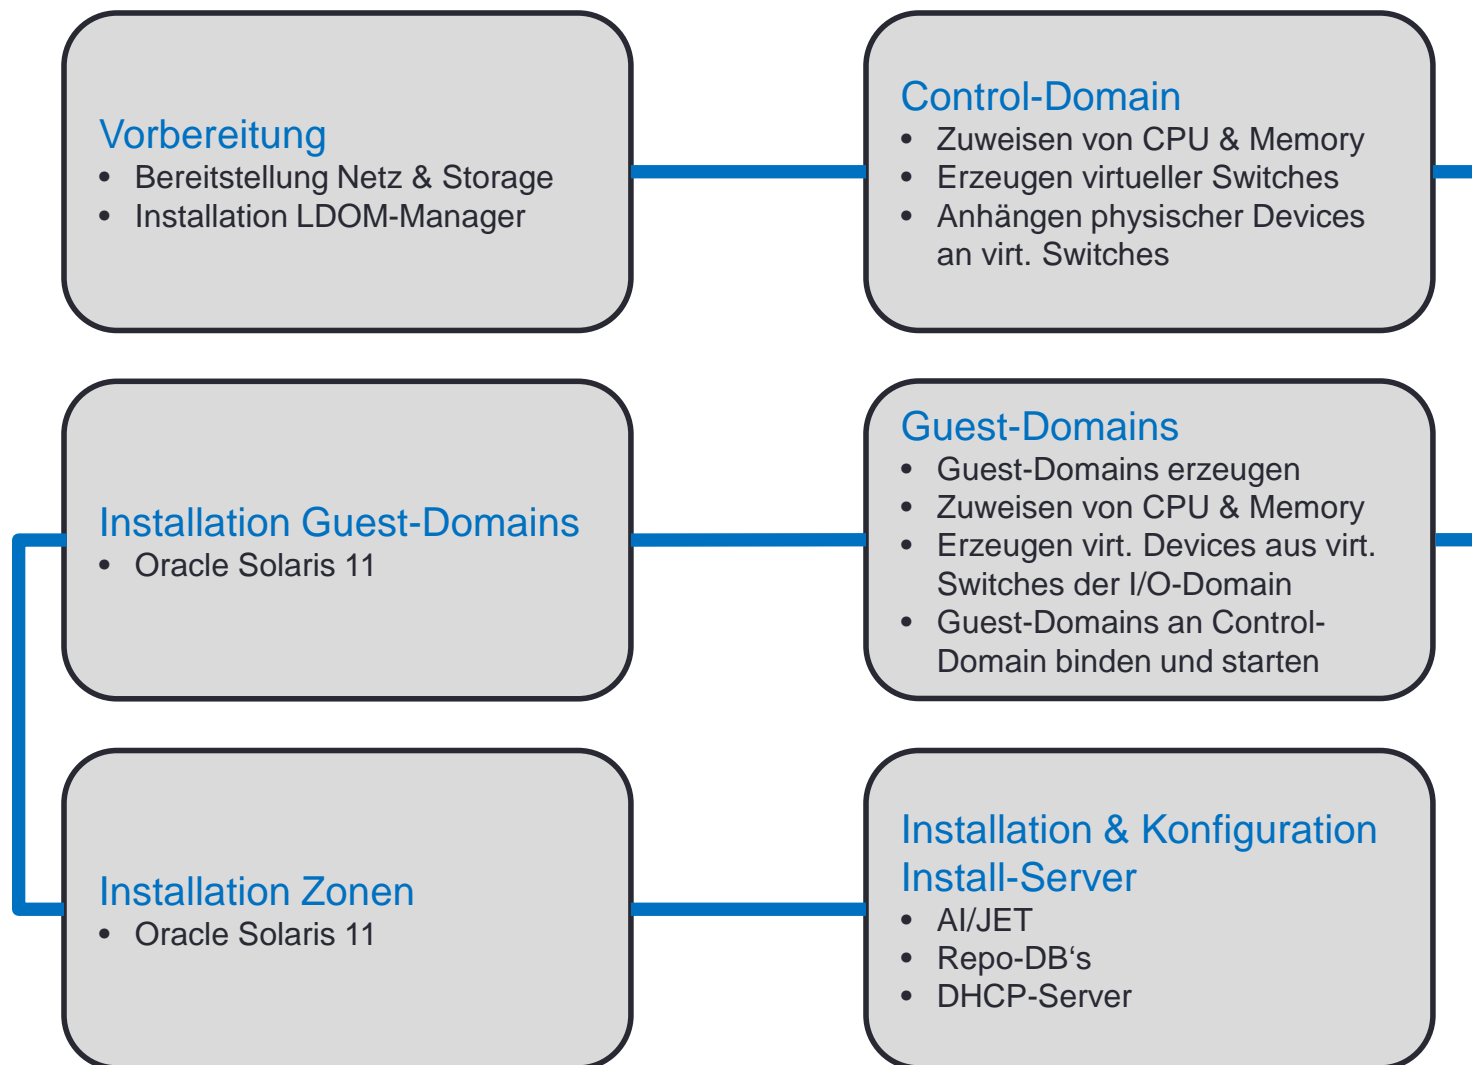 Vorbereitung
• Bereitstellung Netz & Storage
• Installation LDOM-Manager
Control-Domain
• Zuweisen von CPU & Memory
• Erzeugen virtueller Switches
• Anhängen physischer Devices
an virt. Switches
Installation Guest-Domains
• Oracle Solaris 11
Guest-Domains
• Guest-Domains erzeugen
• Zuweisen von CPU & Memory
• Erzeugen virt. Devices aus virt.
Switches der I/O-Domain
• Guest-Domains an Control-
Domain binden und starten
Installation Zonen
• Oracle Solaris 11
Installation & Konfiguration
Install-Server
• AI/JET
• Repo-DB‘s
• DHCP-Server